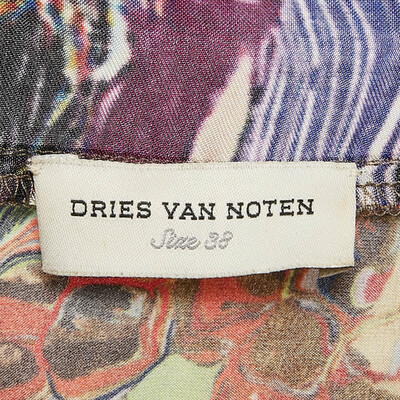 DRIES VAN NOTEN
Size 38